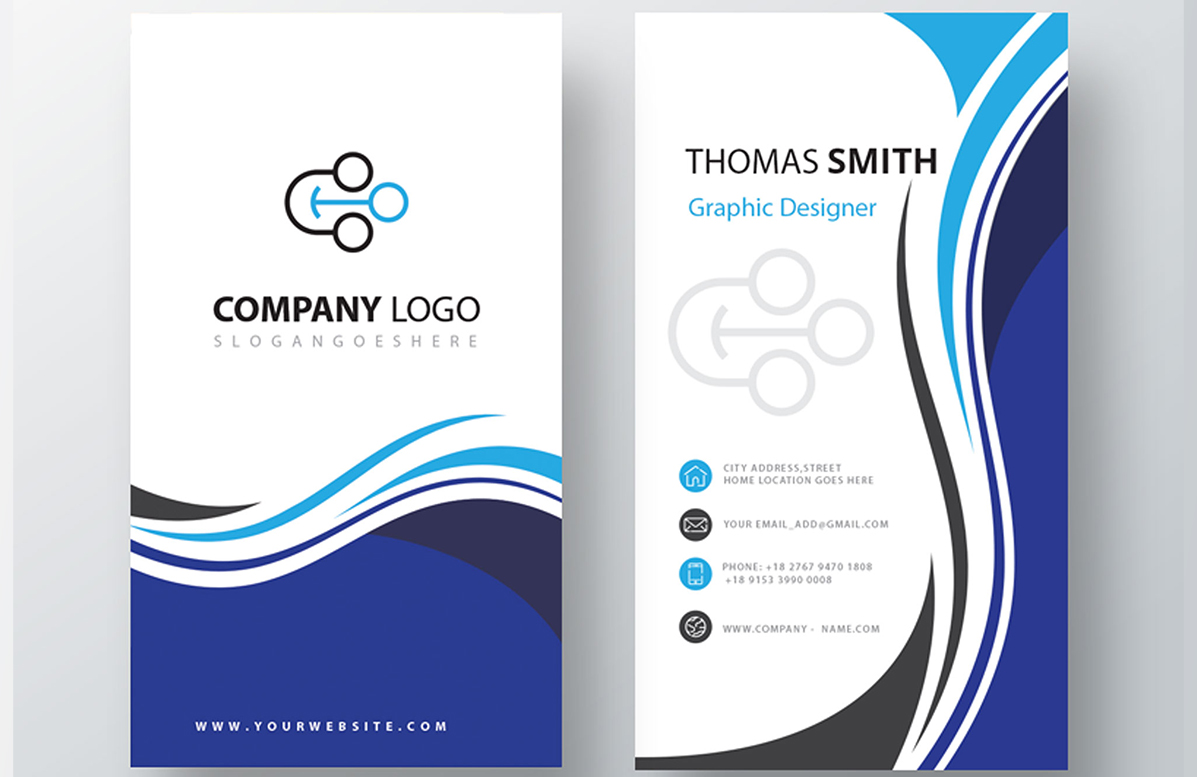 COMPANY LOGO
SLOGANGOESHERE
WWW.YOURWEBSITE.COM
THOMAS SMITH
Graphic Designer
CITY ADDRESS,STREET
HOME LOCATION GOES HERE
YOUR EMAIL_ADD@GMAIL.COM
PHONE: +18 2767 9470 1808
+18 9153 3990 0008
WWW.COMPANY - NAME.COM